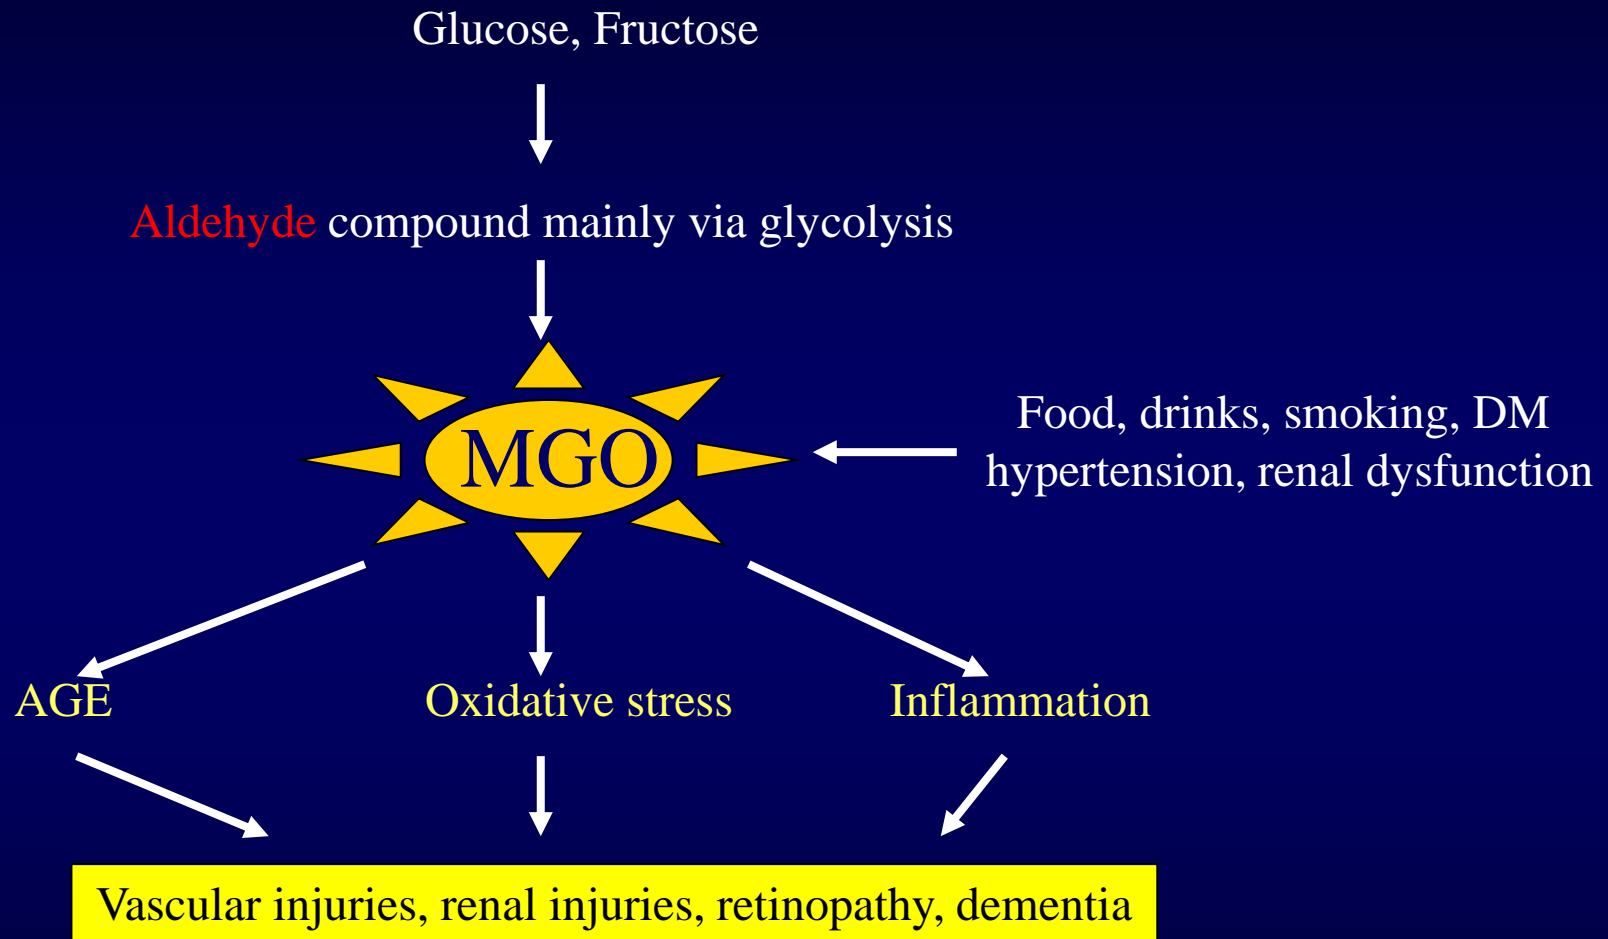 Glucose, Fructose
Aldehyde compound mainly via glycolysis
MGO
Food, drinks, smoking, DM
hypertension, renal dysfunction
AGE
Oxidative stress
Inflammation
Vascular injuries, renal injuries, retinopathy, dementia